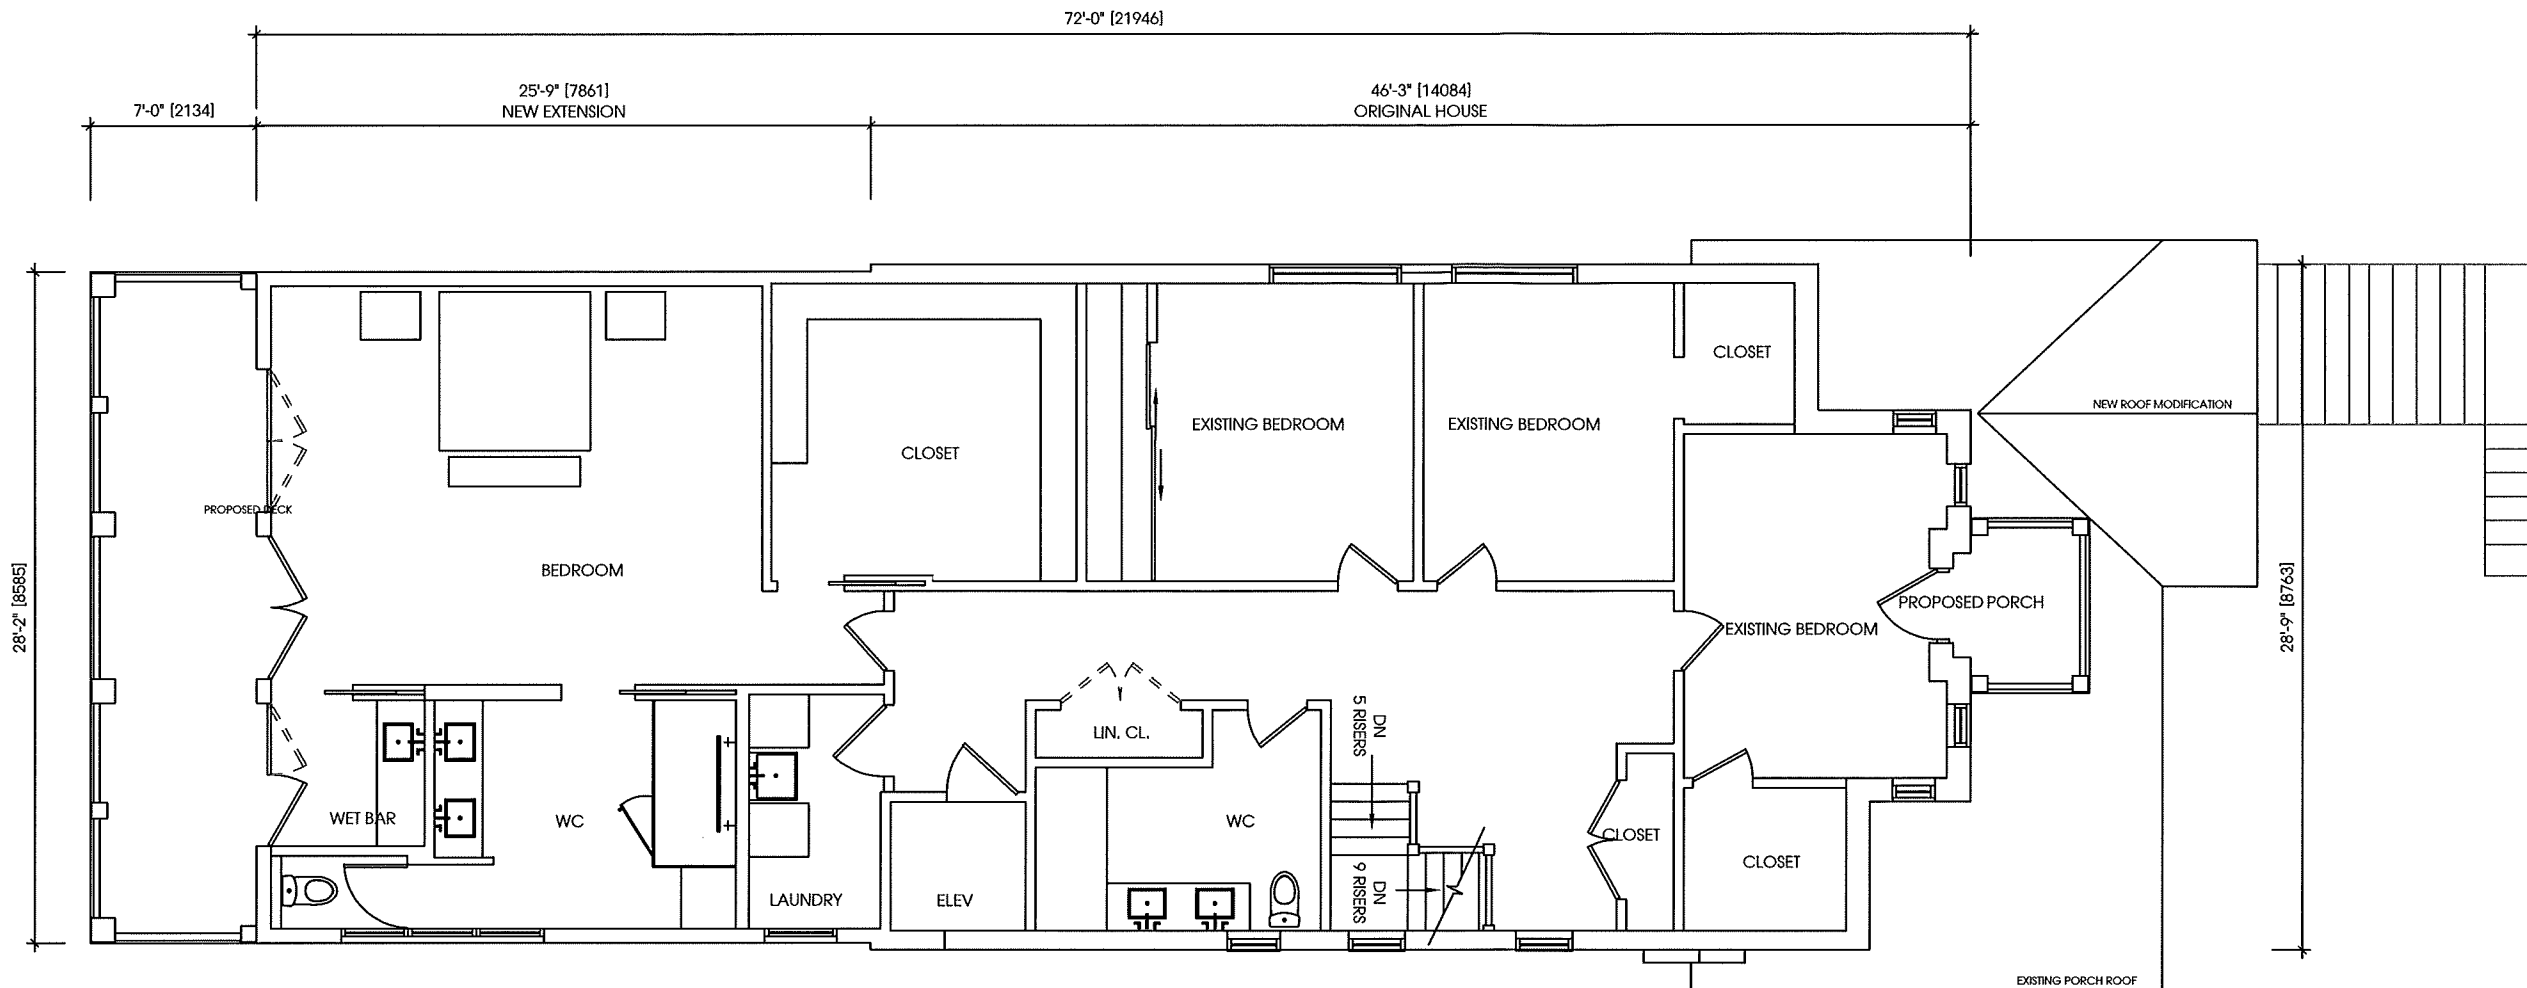 72'-0" [21946]
25'-9" [7861]
NEW EXTENSION
46'-3" [14084]
ORIGINAL HOUSE
7'-0" [2134]
CLOSET
NEW ROOF MODIFICATION
EXISTING BEDROOM
EXISTING BEDROOM
CLOSET
PROPOSED DECK
BEDROOM
28'-2" [8585]
28'-9" [8763]
PROPOSED PORCH
EXISTING BEDROOM
LIN. CL.
DN
5 RISERS
WET BAR
WC
WC
CLOSET
CLOSET
LAUNDRY
ELEV
DN
9 RISERS
EXISTING PORCH ROOF